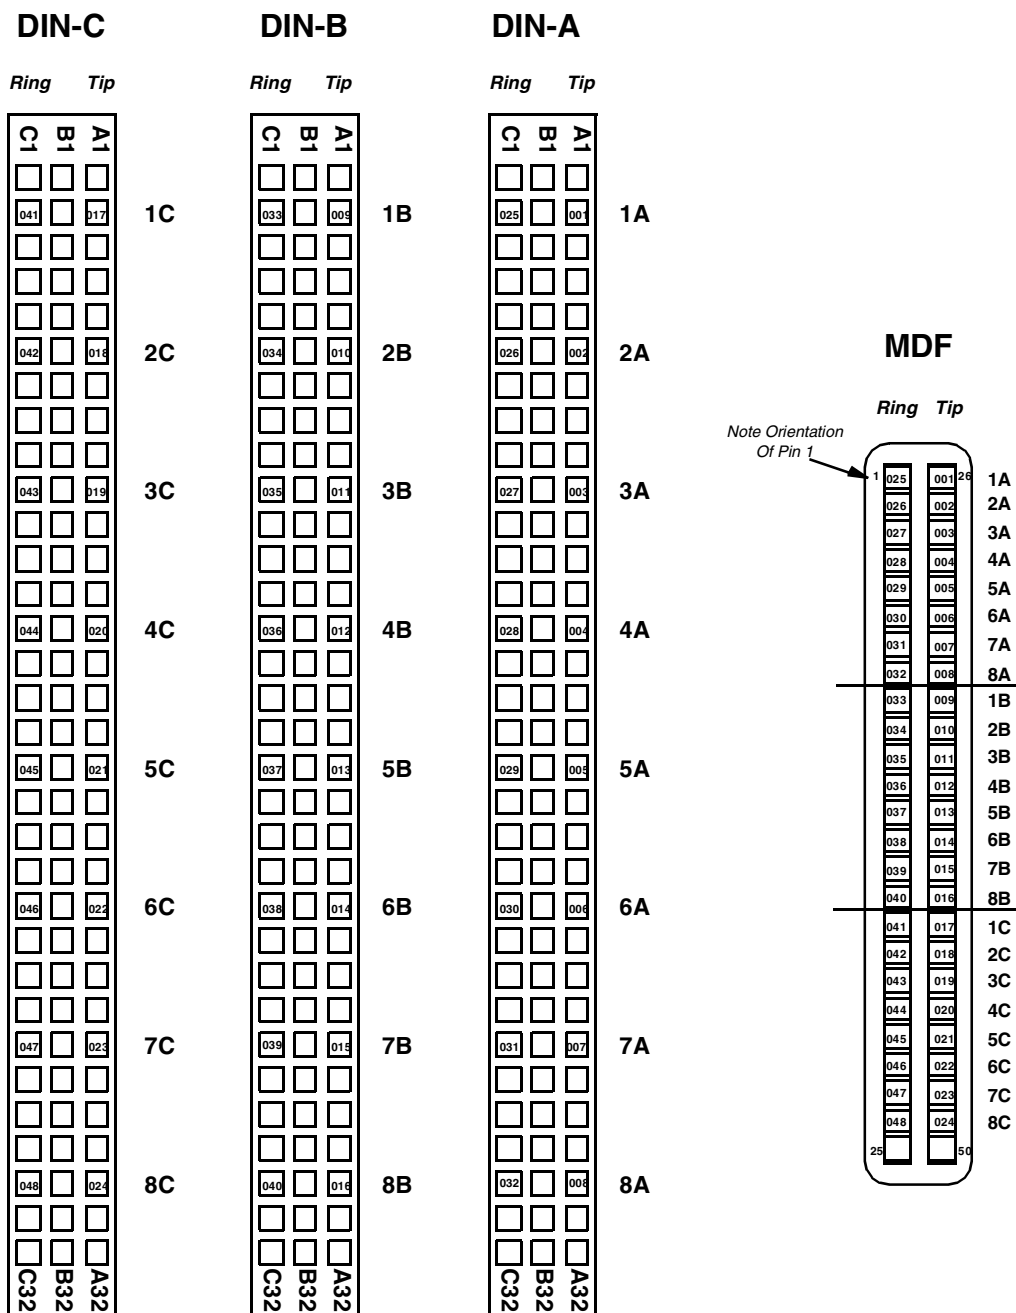 DIN-C DIN-B DIN-A
Ring Tip Ring Tip Ring Tip
C1 B1 A1 C1 B1 A1 C1 B1 A1
041 017 1C 033 009 1B 025 001 1A
042 018 2C 034 010 2B 026 002 2A
043 019 3C 035 011 3B 027 003 3A
044 020 4C 036 012 4B 028 004 4A
045 021 5C 037 013 5B 029 005 5A
046 022 6C 038 014 6B 030 006 6A
047 023 7C 039 015 7B 031 007 7A
048 024 8C 040 016 8B 032 008 8A
C32 B32 A32 C32 B32 A32 C32 B32 A32
MDF
Ring Tip
Note Orientation
Of Pin 1
1 025 001 26 1A
026 002 2A
027 003 3A
028 004 4A
029 005 5A
030 006 6A
031 007 7A
032 008 8A
033 009 1B
034 010 2B
035 011 3B
036 012 4B
037 013 5B
038 014 6B
039 015 7B
040 016 8B
041 017 1C
042 018 2C
043 019 3C
044 020 4C
045 021 5C
046 022 6C
047 023 7C
048 024 8C
25 50